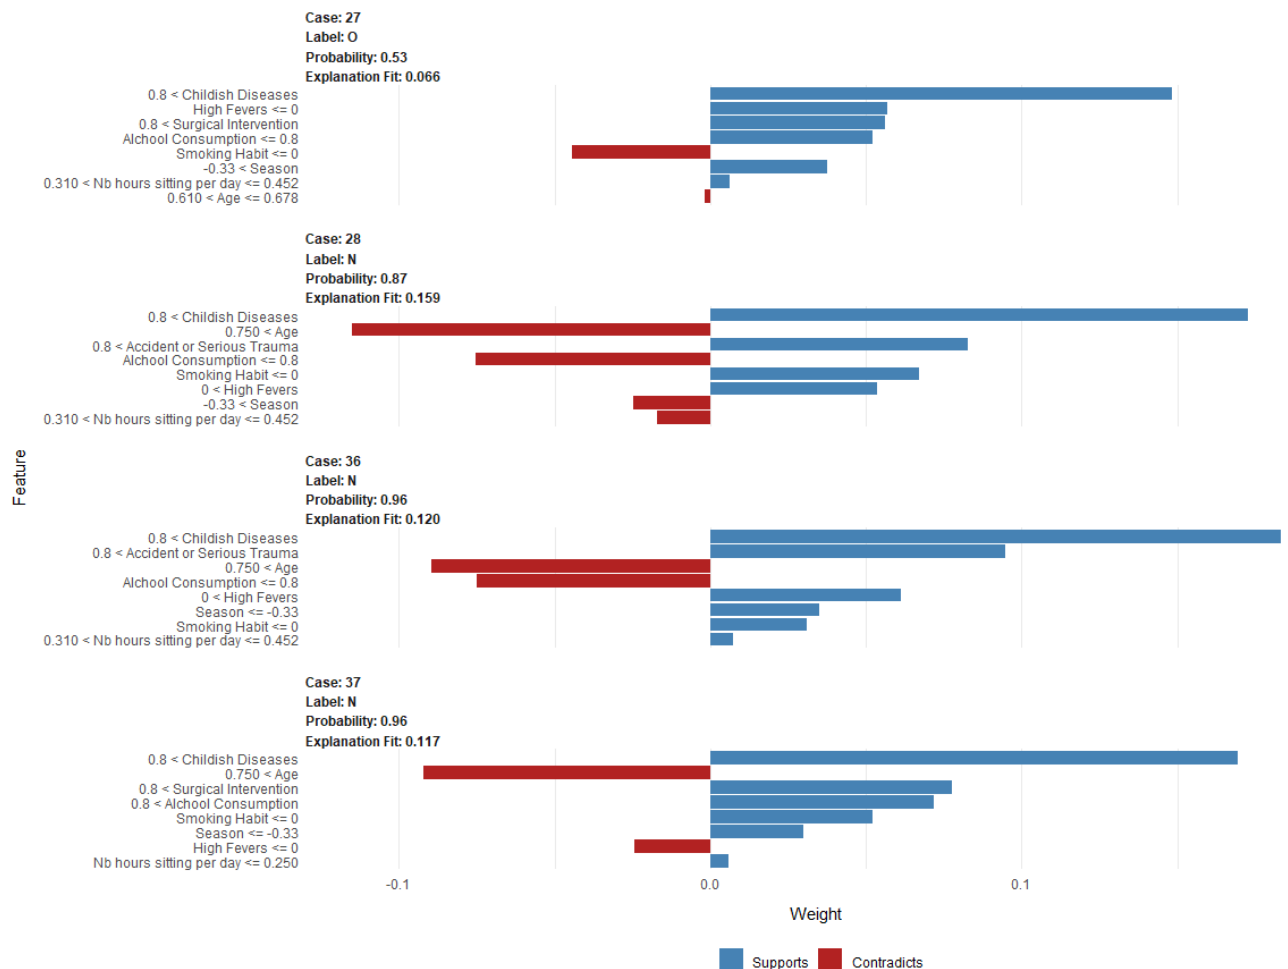 Case: 27
Label: O
Probability: 0.53
Explanation Fit: 0.066
0.8 < Childish Diseases
High Fevers <= 0
0.8 < Surgical Intervention
Alchool Consumption <= 0.8
Smoking Habit <= 0
-0.33 < Season
0.310 < Nb hours sitting per day <= 0.452
0.610 < Age <= 0.678
Case: 28
Label: N
Probability: 0.87
Explanation Fit: 0.159
0.8 < Childish Diseases
0.750 < Age
0.8 < Accident or Serious Trauma
Alchool Consumption <= 0.8
Smoking Habit <= 0
0 < High Fevers
-0.33 < Season
0.310 < Nb hours sitting per day <= 0.452
Feature
Case: 36
Label: N
Probability: 0.96
Explanation Fit: 0.120
0.8 < Childish Diseases
0.8 < Accident or Serious Trauma
0.750 < Age
Alchool Consumption <= 0.8
0 < High Fevers
Season <= -0.33
Smoking Habit <= 0
0.310 < Nb hours sitting per day <= 0.452
Case: 37
Label: N
Probability: 0.96
Explanation Fit: 0.117
0.8 < Childish Diseases
0.750 < Age
0.8 < Surgical Intervention
0.8 < Alchool Consumption
Smoking Habit <= 0
Season <= -0.33
High Fevers <= 0
Nb hours sitting per day <= 0.250
-0.1 0.0 0.1
Weight
Supports Contradicts